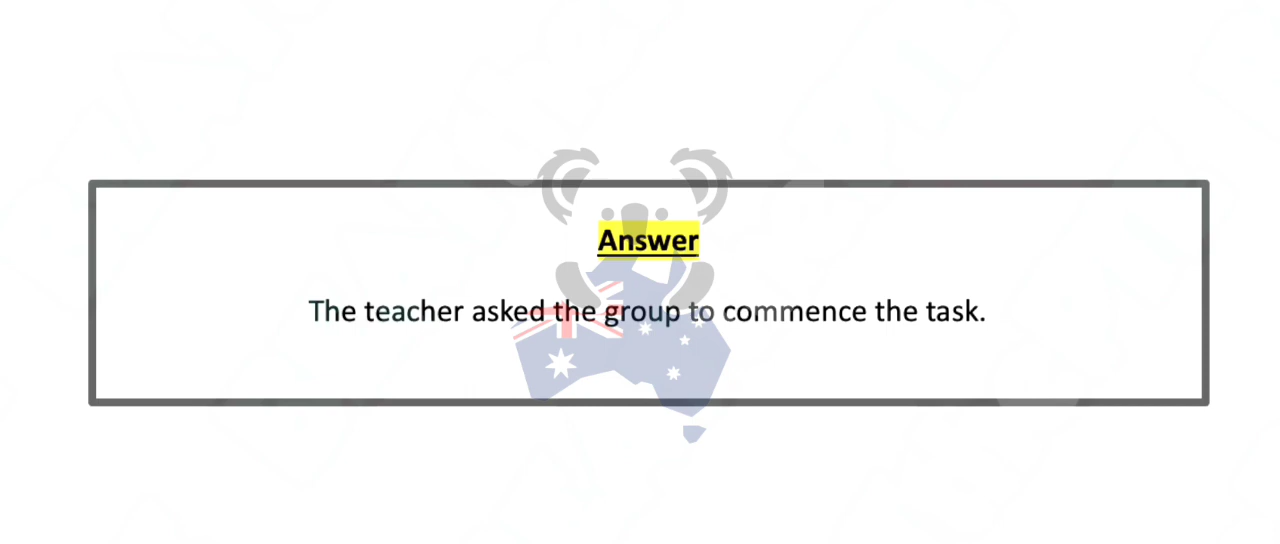 Answer
The teacher asked the group to commence the task.